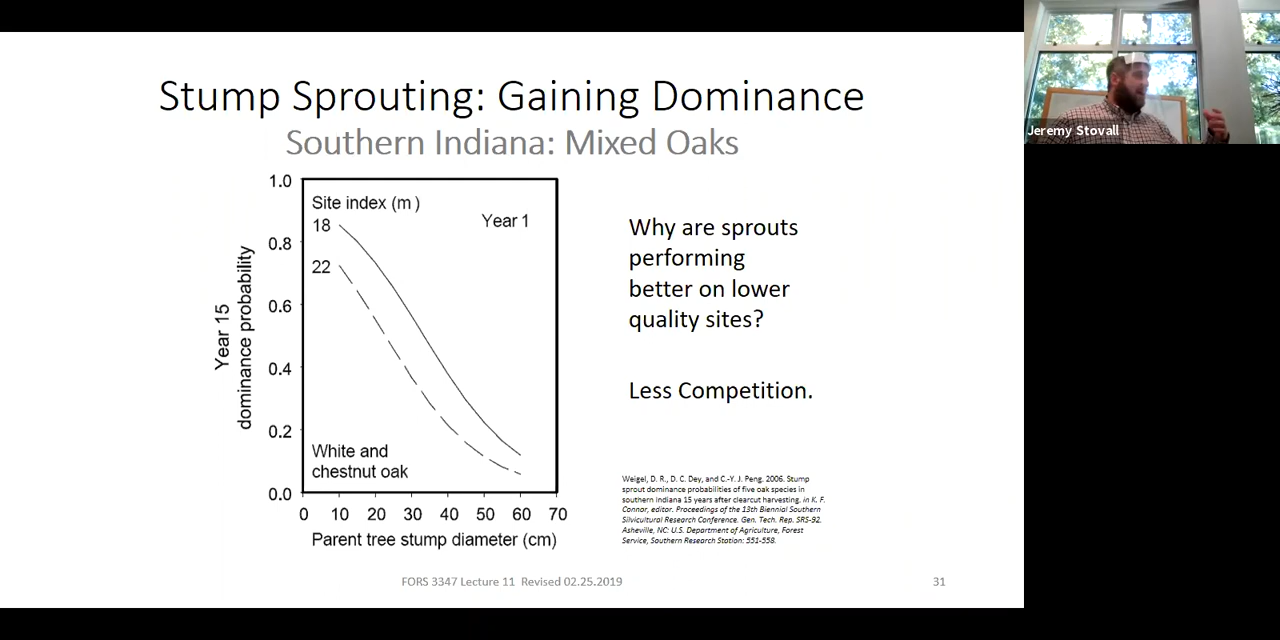 Stump Sprouting: Gaining Dominance
Southern Indiana: Mixed Oaks
Jeremy Stovall
1.0
0.8
0.6
0.4
0.2
0.0
Year 15
dominance probability
Site index (m )
18
22
Year 1
White and
chestnut oak
0 10 20 30 40 50 60 70
Parent tree stump diameter (cm)
Why are sprouts
performing
better on lower
quality sites?
Less Competition.
Weigel, D. R., D. C. Dey, and C.-Y. J. Peng. 2006. Stump
sprout dominance probabilities of five oak species in
southern Indiana 15 years after clearcut harvesting. in K. F.
Connor, editor. Proceedings of the 13th Biennial Southern
Silvicultural Research Conference. Gen. Tech. Rep. SRS-92.
Asheville, NC: U.S. Department of Agriculture, Forest
Service, Southern Research Station: 551-558.
FORS 3347 Lecture 11 Revised 02.25.2019
31